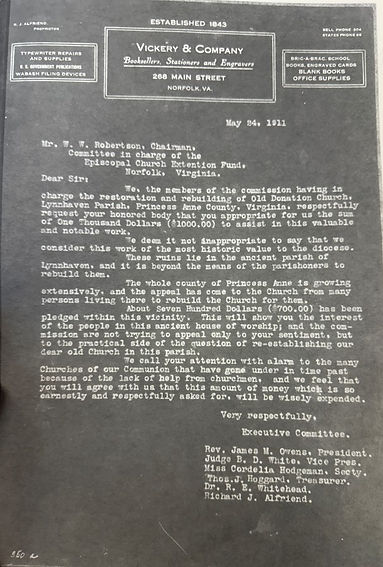 R. J. ALFRIEND,
PROPRIETOR
ESTABLISHED 1843
BELL PHONE 504
STATES PHONE 69
TYPEWRITER REPAIRS
AND SUPPLIES
U. S. GOVERNMENT PUBLICATIONS
WABASH FILING DEVICES
VICKERY & COMPANY
Booksellers, Stationers and Engravers
268 MAIN STREET
NORFOLK, VA.
BRIC-A-BRAC, SCHOOL
BOOKS, ENGRAVED CARDS
BLANK BOOKS
OFFICE SUPPLIES
May 24, 1911
Mr. W. W. Robertson, Chairman,
Committee in charge of the
Episcopal Church Extention Fund,
Norfolk, Virginia.
Dear Sir:
We, the members of the commission having in
charge the restoration and rebuilding of Old Donation Church,
Lynnhaven Parish, Princess Anne County, Virginia, respectfully
request your honored body that you appropriate for us the sum
of One Thousand Dollars ($1000.00) to assist in this valuable
and notable work.
We deem it not inappropriate to say that we
consider this work of the most historic value to the diocese.
These ruins lie in the ancient parish of
Lynnhaven, and it is beyond the means of the parishoners to
rebuild them.
The whole county of Princess Anne is growing
extensively, and the appeal has come to the Church from many
persons living there to rebuild the Church for them.
About Seven Hundred Dollars ($700.00) has been
pledged within this vicinity. This will show you the interest
of the people in this ancient house of worship; and the com-
mission are not trying to appeal only to your sentiment, but
to the practical side of the question of re-establishing our
dear old Church in this parish.
We call your attention with alarm to the many
Churches of our Communion that have gone under in time past
because of the lack of help from churchmen, and we feel that
you will agree with us that this amount of money which is so
earnestly and respectfully asked for, will be wisely expended.
Very respectfully,
Executive Committee.
Rev. James M. Owens, President.
Judge B. D. White, Vice Pres.
Miss Cordelia Hodgeman, Secty.
Thos. J. Hoggard, Treasurer.
Dr. R. E. Whitehead.
Richard J. Alfriend.